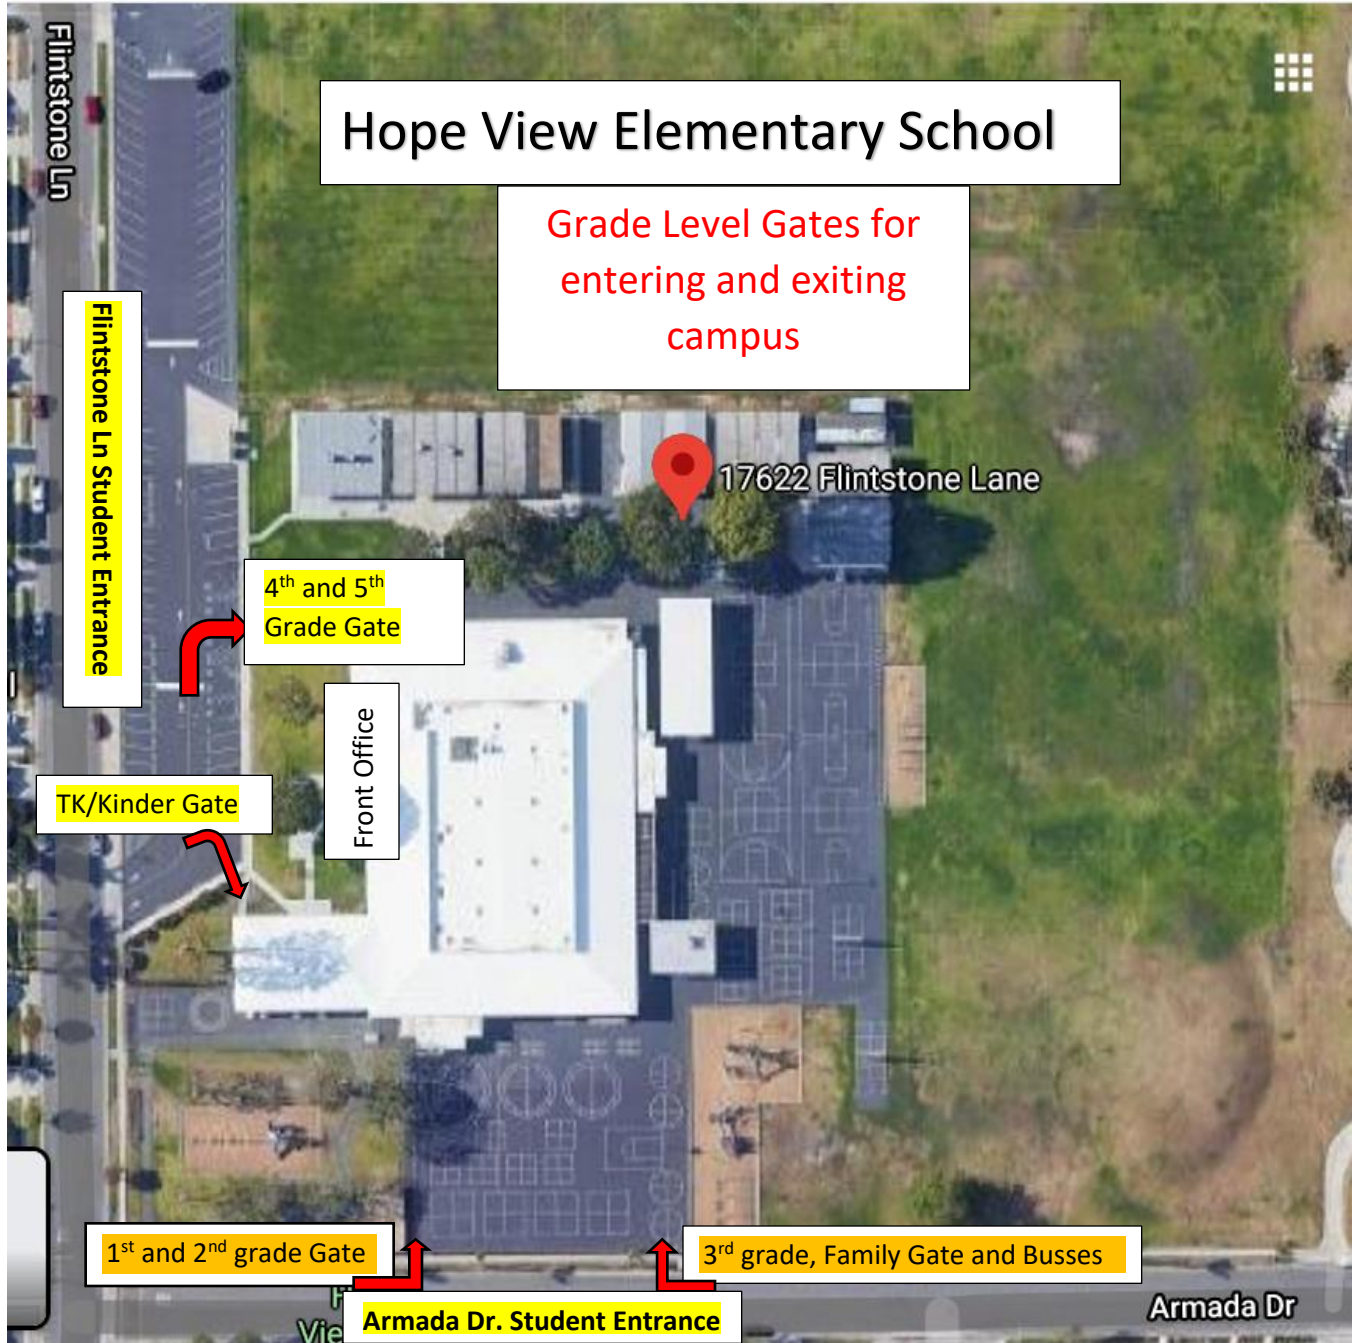 Flintstone Ln
Hope View Elementary School
Grade Level Gates for
entering and exiting
campus
Flintstone Ln Student Entrance
17622 Flintstone Lane
4th and 5th
Grade Gate
Front Office
TK/Kinder Gate
1st and 2nd grade Gate
3rd grade, Family Gate and Busses
Armada Dr. Student Entrance
Armada Dr